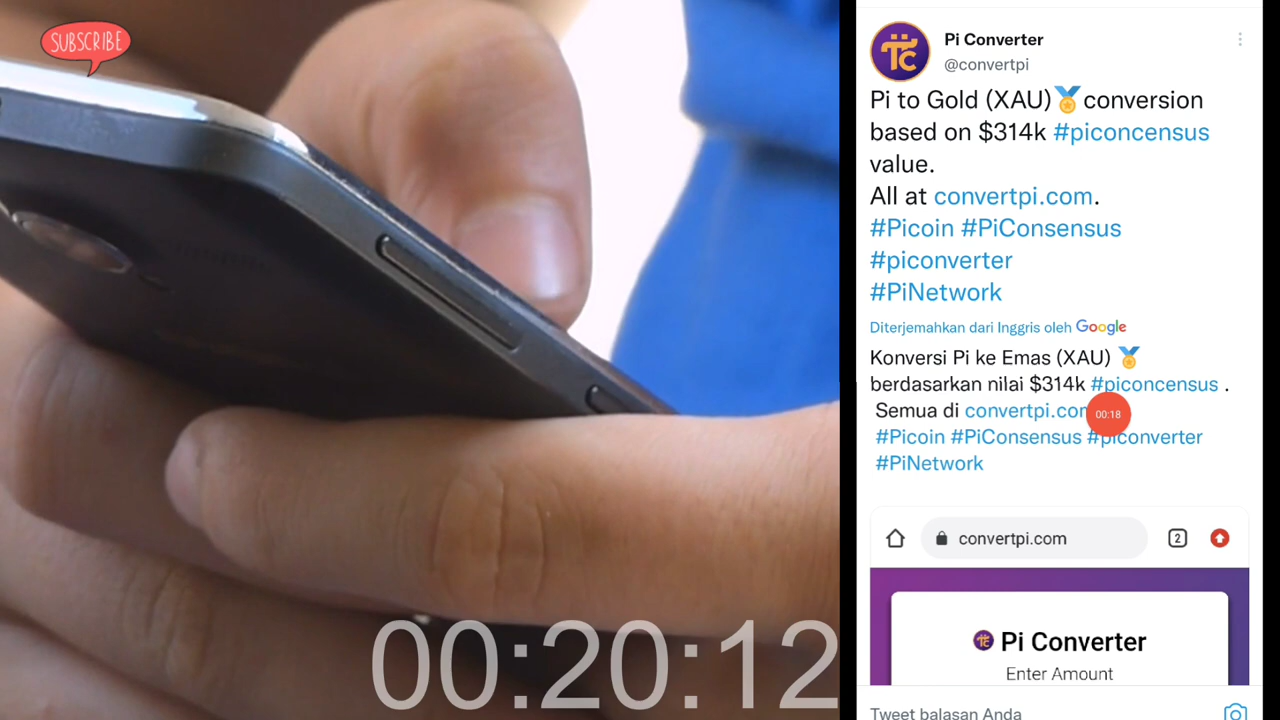 SUBSCRIBE
00:20:12
Pi Converter
@convertpi
Pi to Gold (XAU)🏅conversion
based on $314k #piconcensus
value.
All at convertpi.com.
#Picoin #PiConsensus
#piconverter
#PiNetwork
Diterjemahkan dari Inggris oleh Google
Konversi Pi ke Emas (XAU) 🏅
berdasarkan nilai $314k #piconcensus .
Semua di convertpi.com
00:18
#Picoin #PiConsensus #piconverter
#PiNetwork
convertpi.com
2
Pi Converter
Enter Amount
Tweet balasan Anda